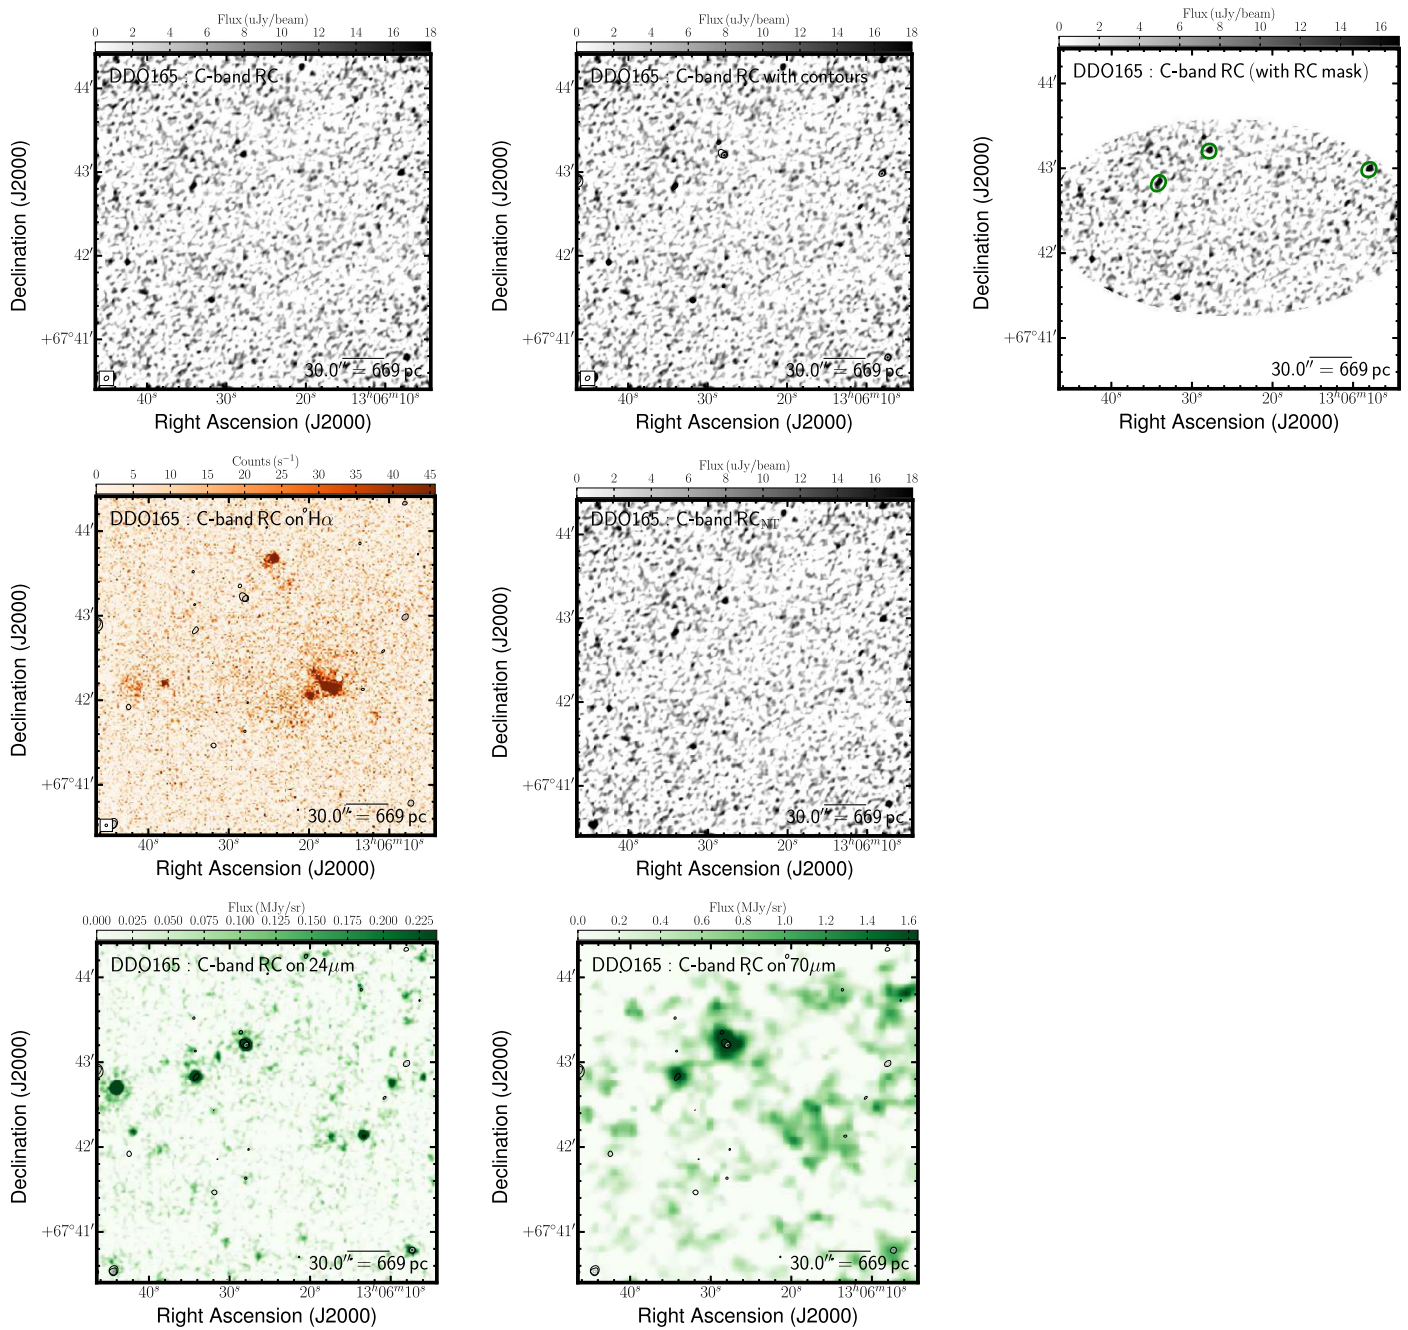 Flux (uJy/beam)
0 2 4 6 8 10 12 14 16 18
DDO165 : C-band RC
44′
43′
42′
+67°41′
Declination (J2000)
30.0″ = 669 pc
40ˢ 30ˢ 20ˢ 13ʰ06ᵐ10ˢ
Right Ascension (J2000)
Flux (uJy/beam)
0 2 4 6 8 10 12 14 16 18
DDO165 : C-band RC with contours
44′
43′
42′
+67°41′
Declination (J2000)
30.0″ = 669 pc
40ˢ 30ˢ 20ˢ 13ʰ06ᵐ10ˢ
Right Ascension (J2000)
Flux (uJy/beam)
0 2 4 6 8 10 12 14 16
DDO165 : C-band RC (with RC mask)
44′
43′
42′
+67°41′
Declination (J2000)
30.0″ = 669 pc
40ˢ 30ˢ 20ˢ 13ʰ06ᵐ10ˢ
Right Ascension (J2000)
Counts (s⁻¹)
0 5 10 15 20 25 30 35 40 45
DDO165 : C-band RC on Hα
44′
43′
42′
+67°41′
Declination (J2000)
30.0″ = 669 pc
40ˢ 30ˢ 20ˢ 13ʰ06ᵐ10ˢ
Right Ascension (J2000)
Flux (uJy/beam)
0 2 4 6 8 10 12 14 16 18
DDO165 : C-band RC_NT
44′
43′
42′
+67°41′
Declination (J2000)
30.0″ = 669 pc
40ˢ 30ˢ 20ˢ 13ʰ06ᵐ10ˢ
Right Ascension (J2000)
Flux (MJy/sr)
0.000 0.025 0.050 0.075 0.100 0.125 0.150 0.175 0.200 0.225
DDO165 : C-band RC on 24μm
44′
43′
42′
+67°41′
Declination (J2000)
30.0″ = 669 pc
40ˢ 30ˢ 20ˢ 13ʰ06ᵐ10ˢ
Right Ascension (J2000)
Flux (MJy/sr)
0.0 0.2 0.4 0.6 0.8 1.0 1.2 1.4 1.6
DDO165 : C-band RC on 70μm
44′
43′
42′
+67°41′
Declination (J2000)
30.0″ = 669 pc
40ˢ 30ˢ 20ˢ 13ʰ06ᵐ10ˢ
Right Ascension (J2000)